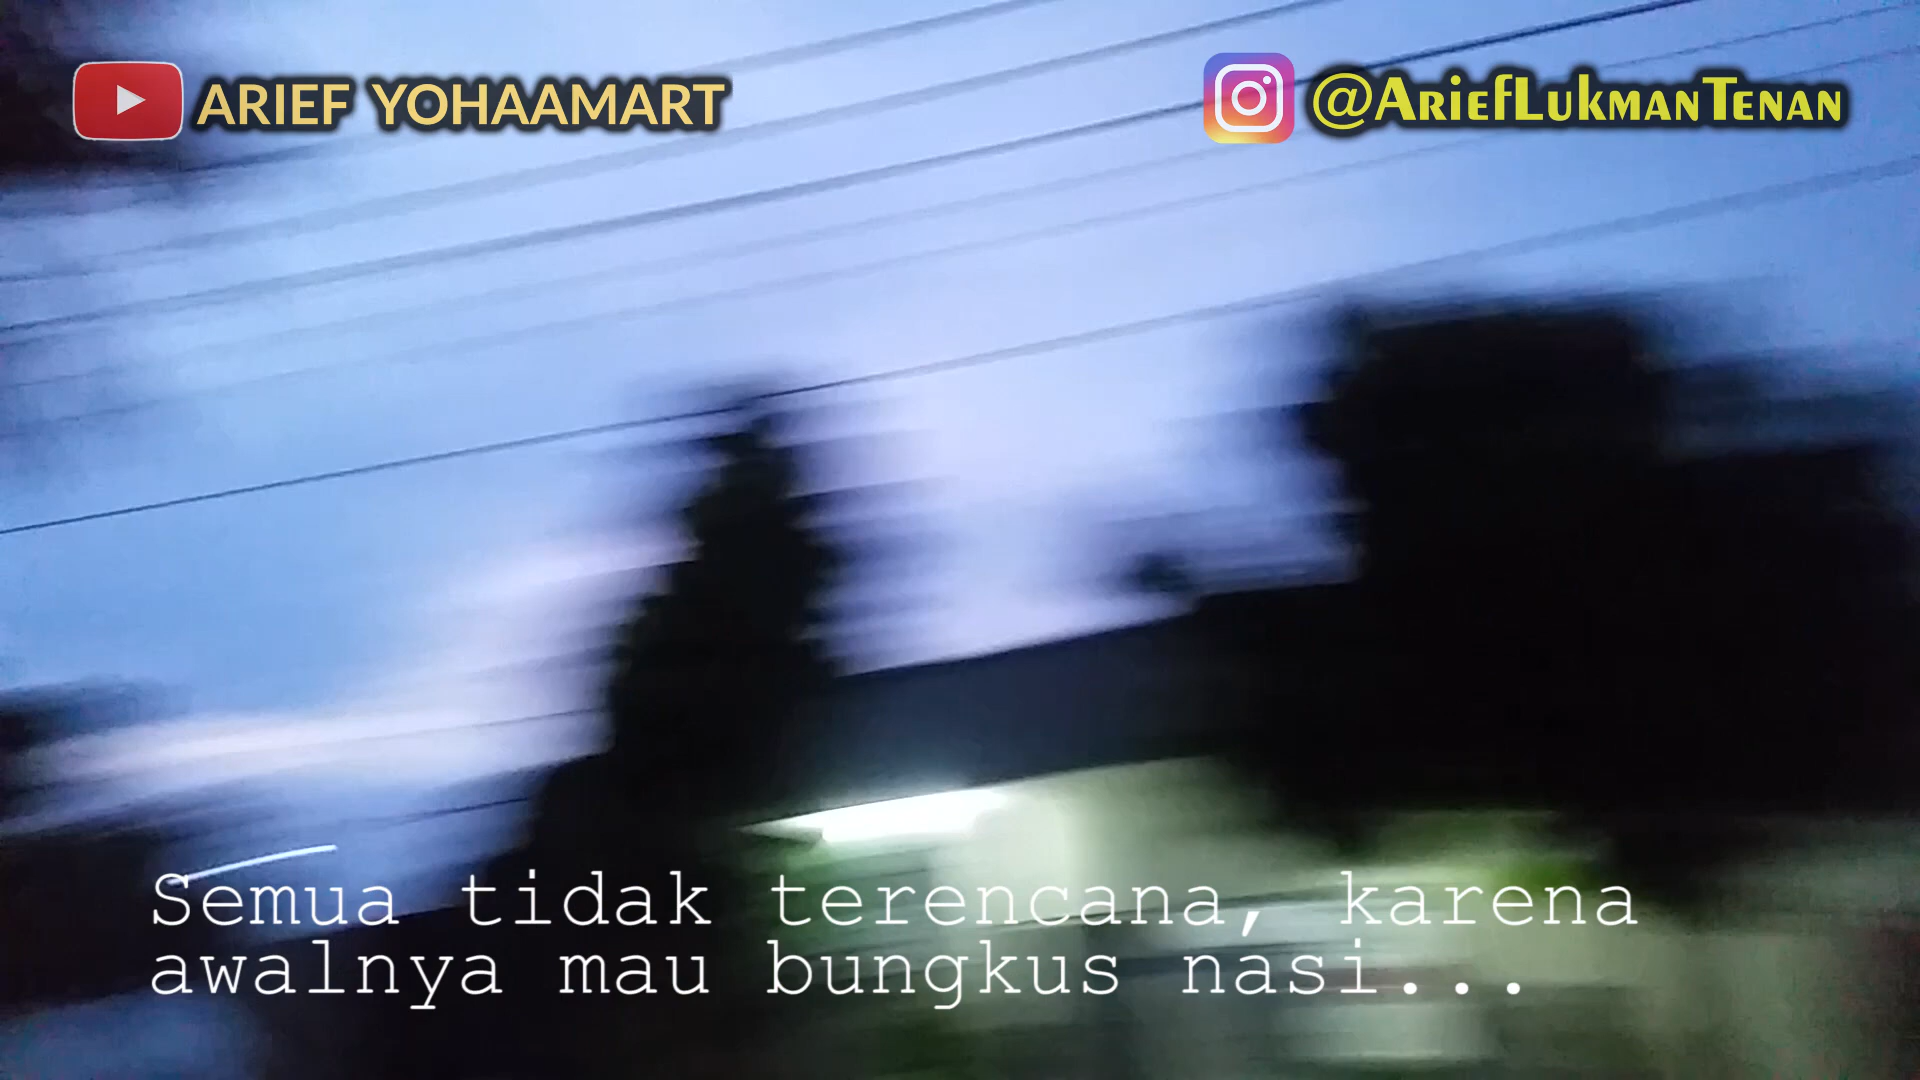 ARIEF YOHAAMART
@AriefLukmanTenan
Semua tidak terencana, karena
awalnya mau bungkus nasi...